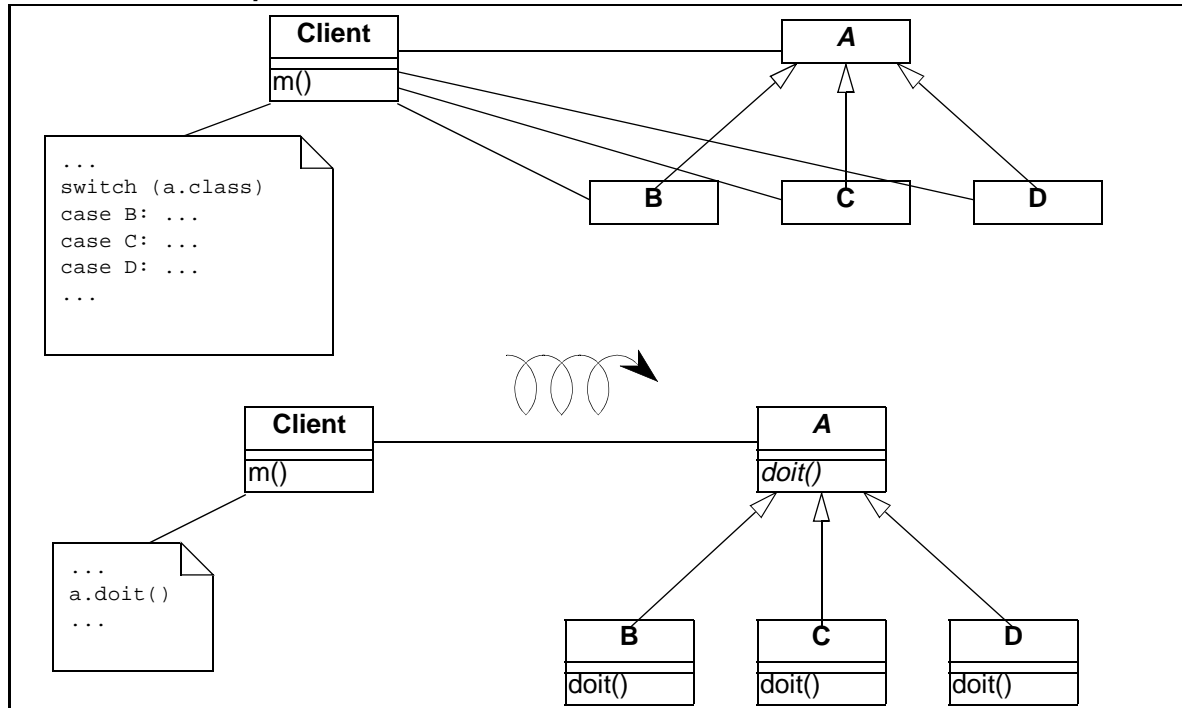 Client
A
m()
...
switch (a.class)
case B: ...
case C: ...
case D: ...
...
B
C
D
Client
A
m()
doit()
...
a.doit()
...
B
C
D
doit()
doit()
doit()